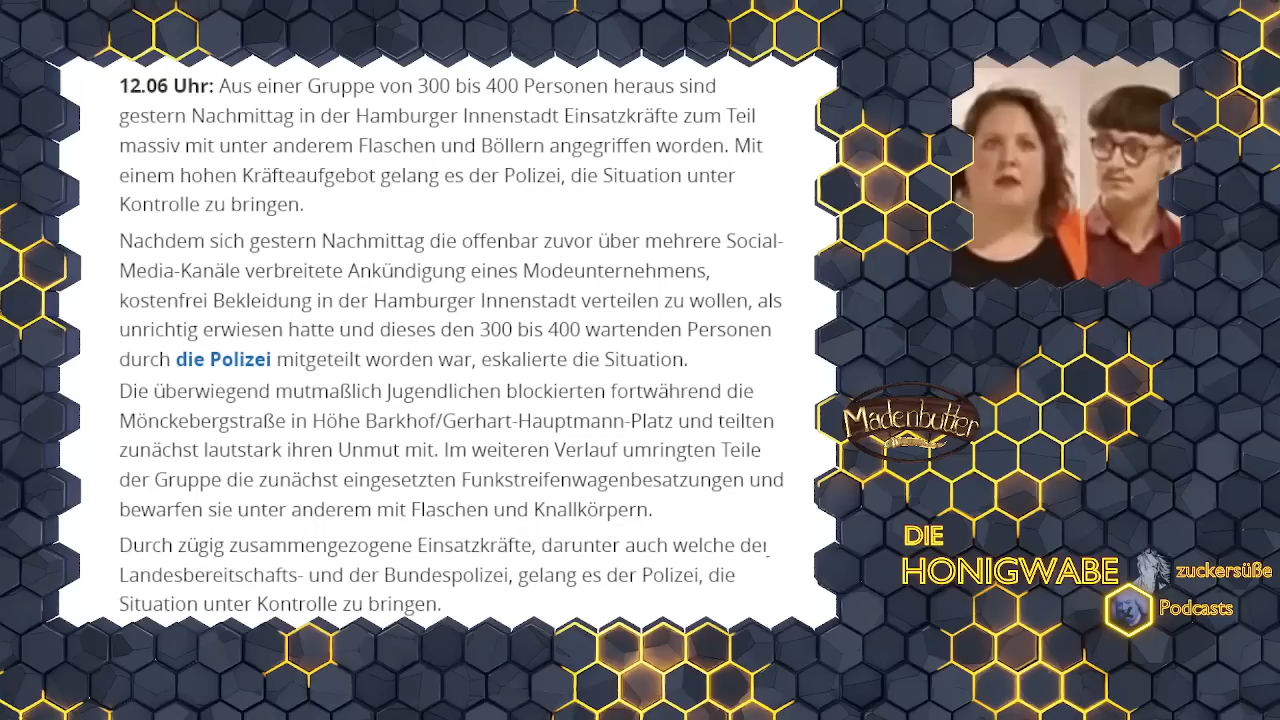 12.06 Uhr: Aus einer Gruppe von 300 bis 400 Personen heraus sind
gestern Nachmittag in der Hamburger Innenstadt Einsatzkräfte zum Teil
massiv mit unter anderem Flaschen und Böllern angegriffen worden. Mit
einem hohen Kräfteaufgebot gelang es der Polizei, die Situation unter
Kontrolle zu bringen.
Nachdem sich gestern Nachmittag die offenbar zuvor über mehrere Social-
Media-Kanäle verbreitete Ankündigung eines Modeunternehmens,
kostenfrei Bekleidung in der Hamburger Innenstadt verteilen zu wollen, als
unrichtig erwiesen hatte und dieses den 300 bis 400 wartenden Personen
durch die Polizei mitgeteilt worden war, eskalierte die Situation.
Die überwiegend mutmaßlich Jugendlichen blockierten fortwährend die
Mönckebergstraße in Höhe Barkhof/Gerhart-Hauptmann-Platz und teilten
zunächst lautstark ihren Unmut mit. Im weiteren Verlauf umringten Teile
der Gruppe die zunächst eingesetzten Funkstreifenwagenbesatzungen und
bewarfen sie unter anderem mit Flaschen und Knallkörpern.
Durch zügig zusammengezogene Einsatzkräfte, darunter auch welche der
Landesbereitschafts- und der Bundespolizei, gelang es der Polizei, die
Situation unter Kontrolle zu bringen.
Madenbutter
DIE
HONIGWABE
zuckersüße
Podcasts